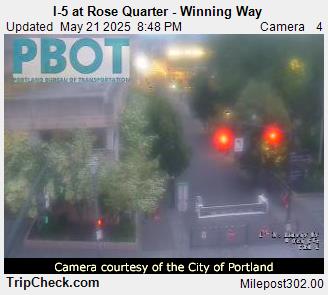 I-5 at Rose Quarter - Winning Way
Updated May 21 2025 8:48 PM Camera 4
PBOT
PORTLAND BUREAU OF TRANSPORTATION
Camera courtesy of the City of Portland
TripCheck.com Milepost302.00